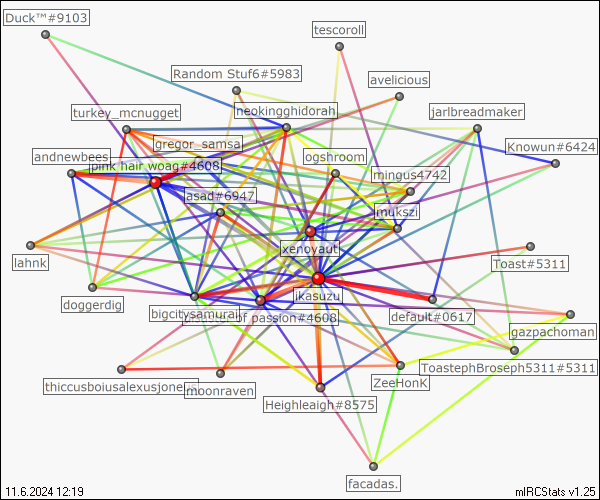 Duck™#9103
tescoroll
Random Stuf6#5983
avelicious
turkey_mcnugget
neokingghidorah
jarlbreadmaker
gregor_samsa
Knowun#6424
andnewbees
pink hair woag#4608
ogshroom
mingus4742
asad#6947
mukszi
xenoyaut
lahnk
Toast#5311
doggerdig
jkasuzu
bigcitysamurai
of passion#4608
default#0617
gazpachoman
ToastephBroseph5311#5311
thiccusboiusalexusjones
moonraven
ZeeHonK
Heighleaigh#8575
facadas.
11.6.2024 12:19
mIRCStats v1.25